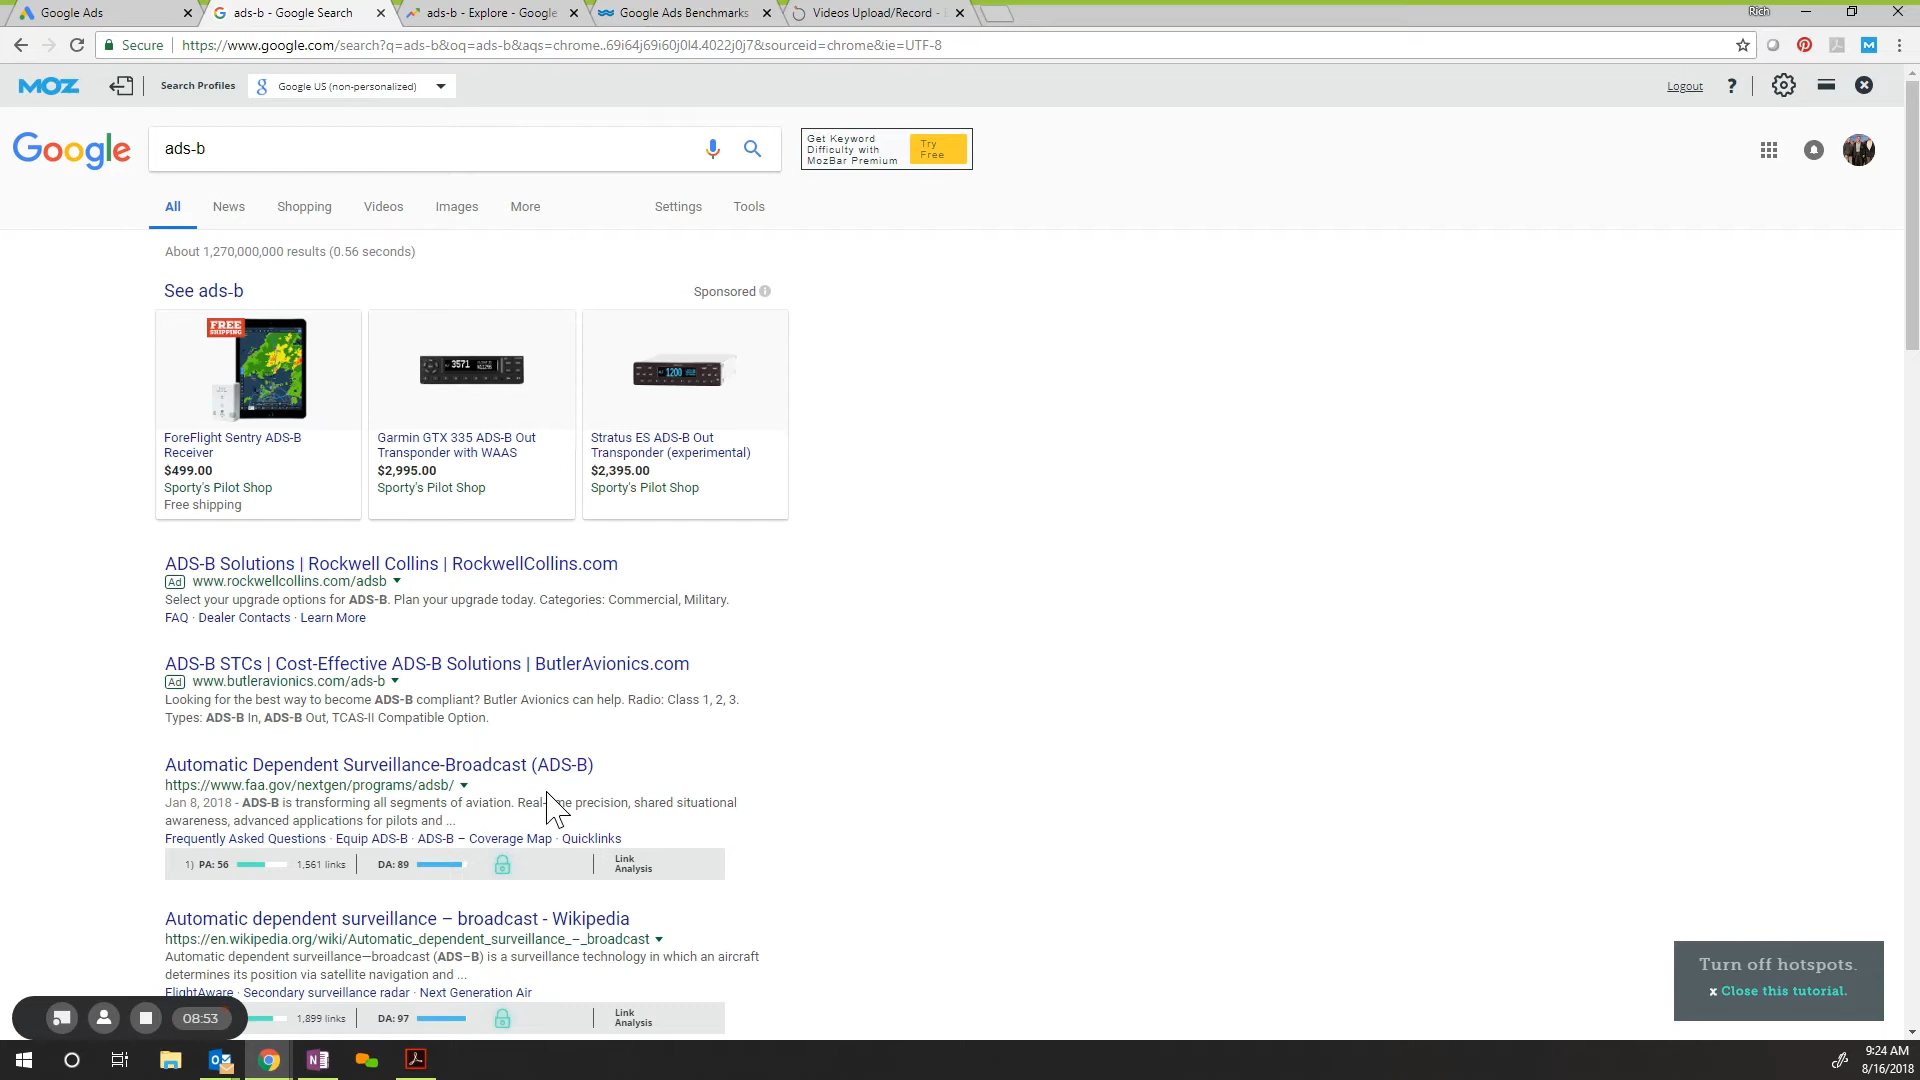 Google Ads
ads-b - Google Search
ads-b - Explore - Google
Google Ads Benchmarks
Videos Upload/Record -
Rich
Secure
https://www.google.com/search?q=ads-b&oq=ads-b&aqs=chrome..69i64j69i60j0l4.4022j0j7&sourceid=chrome&ie=UTF-8
MOZ
Search Profiles
Google US (non-personalized)
Logout
?
Google
ads-b
Get Keyword
Difficulty with
MozBar Premium
Try
Free
All
News
Shopping
Videos
Images
More
Settings
Tools
About 1,270,000,000 results (0.56 seconds)
See ads-b
Sponsored
FREE
SHIPPING
ForeFlight Sentry ADS-B
Receiver
$499.00
Sporty's Pilot Shop
Free shipping
3571
Garmin GTX 335 ADS-B Out
Transponder with WAAS
$2,995.00
Sporty's Pilot Shop
1200
Stratus ES ADS-B Out
Transponder (experimental)
$2,395.00
Sporty's Pilot Shop
ADS-B Solutions | Rockwell Collins | RockwellCollins.com
Ad www.rockwellcollins.com/adsb
Select your upgrade options for ADS-B. Plan your upgrade today. Categories: Commercial, Military.
FAQ · Dealer Contacts · Learn More
ADS-B STCs | Cost-Effective ADS-B Solutions | ButlerAvionics.com
Ad www.butleravionics.com/ads-b
Looking for the best way to become ADS-B compliant? Butler Avionics can help. Radio: Class 1, 2, 3.
Types: ADS-B In, ADS-B Out, TCAS-II Compatible Option.
Automatic Dependent Surveillance-Broadcast (ADS-B)
https://www.faa.gov/nextgen/programs/adsb/
Jan 8, 2018 - ADS-B is transforming all segments of aviation. precision, shared situational
awareness, advanced applications for pilots and ...
Frequently Asked Questions · Equip ADS-B · ADS-B – Coverage Map · Quicklinks
1) PA: 56
1,561 links
DA: 89
Link
Analysis
Automatic dependent surveillance – broadcast - Wikipedia
https://en.wikipedia.org/wiki/Automatic_dependent_surveillance_–_broadcast
Automatic dependent surveillance—broadcast (ADS–B) is a surveillance technology in which an aircraft
determines its position via satellite navigation and ...
FlightAware · Secondary surveillance radar · Next Generation Air
1,899 links
DA: 97
Link
Analysis
Turn off hotspots.
x Close this tutorial.
08:53
9:24 AM
8/16/2018